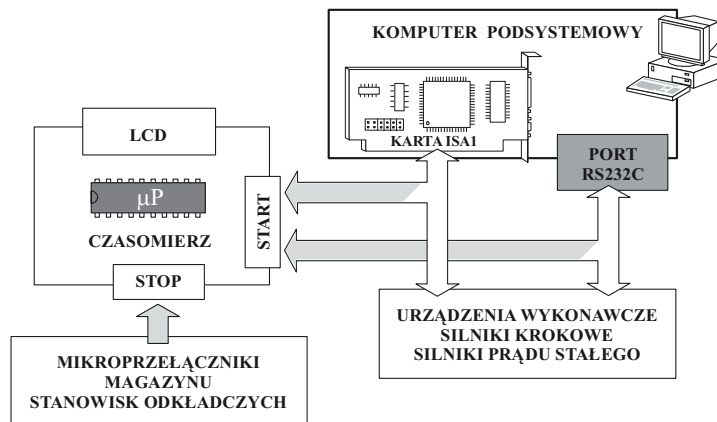 KOMPUTER PODSYSTEMOWY
KARTA ISA1
PORT
RS232C
LCD
µP
CZASOMIERZ
START
STOP
MIKROPRZEŁĄCZNIKI
MAGAZYNU
STANOWISK ODKŁADCZYCH
URZĄDZENIA WYKONAWCZE
SILNIKI KROKOWE
SILNIKI PRĄDU STAŁEGO